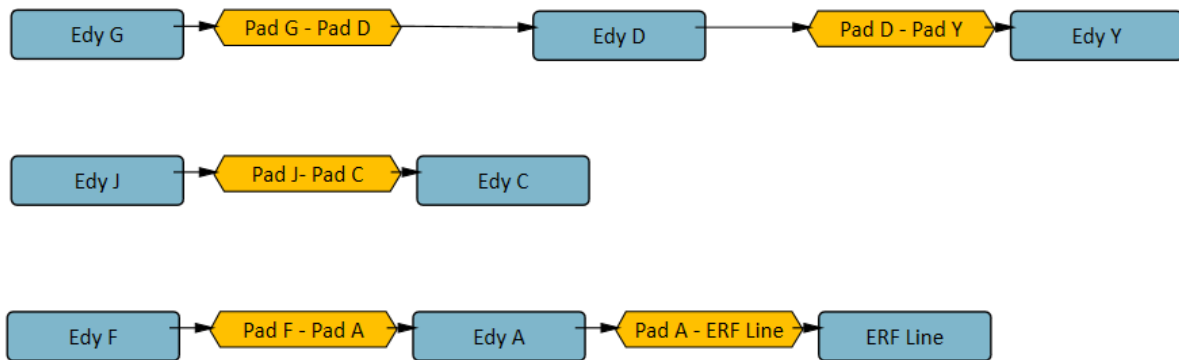 Edy G
Pad G - Pad D
Edy D
Pad D - Pad Y
Edy Y
Edy J
Pad J- Pad C
Edy C
Edy F
Pad F - Pad A
Edy A
Pad A - ERF Line
ERF Line